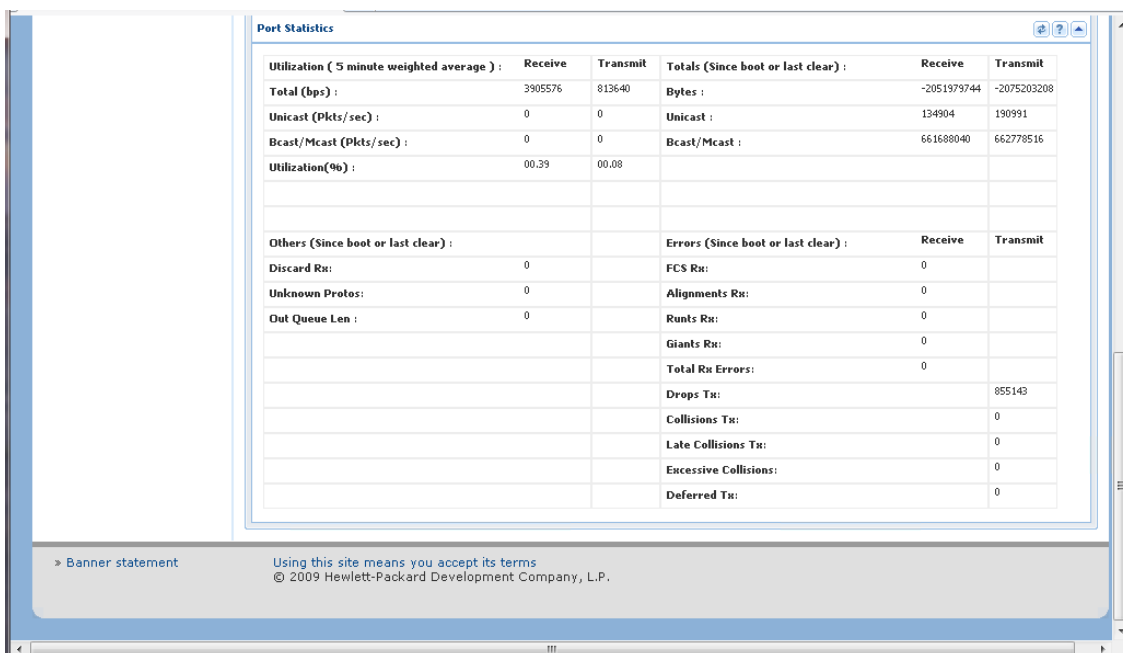 Port Statistics ?
Utilization ( 5 minute weighted average ) : Receive Transmit Totals (Since boot or last clear) : Receive Transmit
Total (bps) : 3905576 813640 Bytes : -2051979744 -2075203208
Unicast (Pkts/sec) : 0 0 Unicast : 134904 190991
Bcast/Mcast (Pkts/sec) : 0 0 Bcast/Mcast : 661688040 662778516
Utilization(%) : 00.39 00.08
Others (Since boot or last clear) : Errors (Since boot or last clear) : Receive Transmit
Discard Rx: 0 FCS Rx: 0
Unknown Protos: 0 Alignments Rx: 0
Out Queue Len : 0 Runts Rx: 0
Giants Rx: 0
Total Rx Errors: 0
Drops Tx: 855143
Collisions Tx: 0
Late Collisions Tx: 0
Excessive Collisions: 0
Deferred Tx: 0
» Banner statement Using this site means you accept its terms
© 2009 Hewlett-Packard Development Company, L.P.